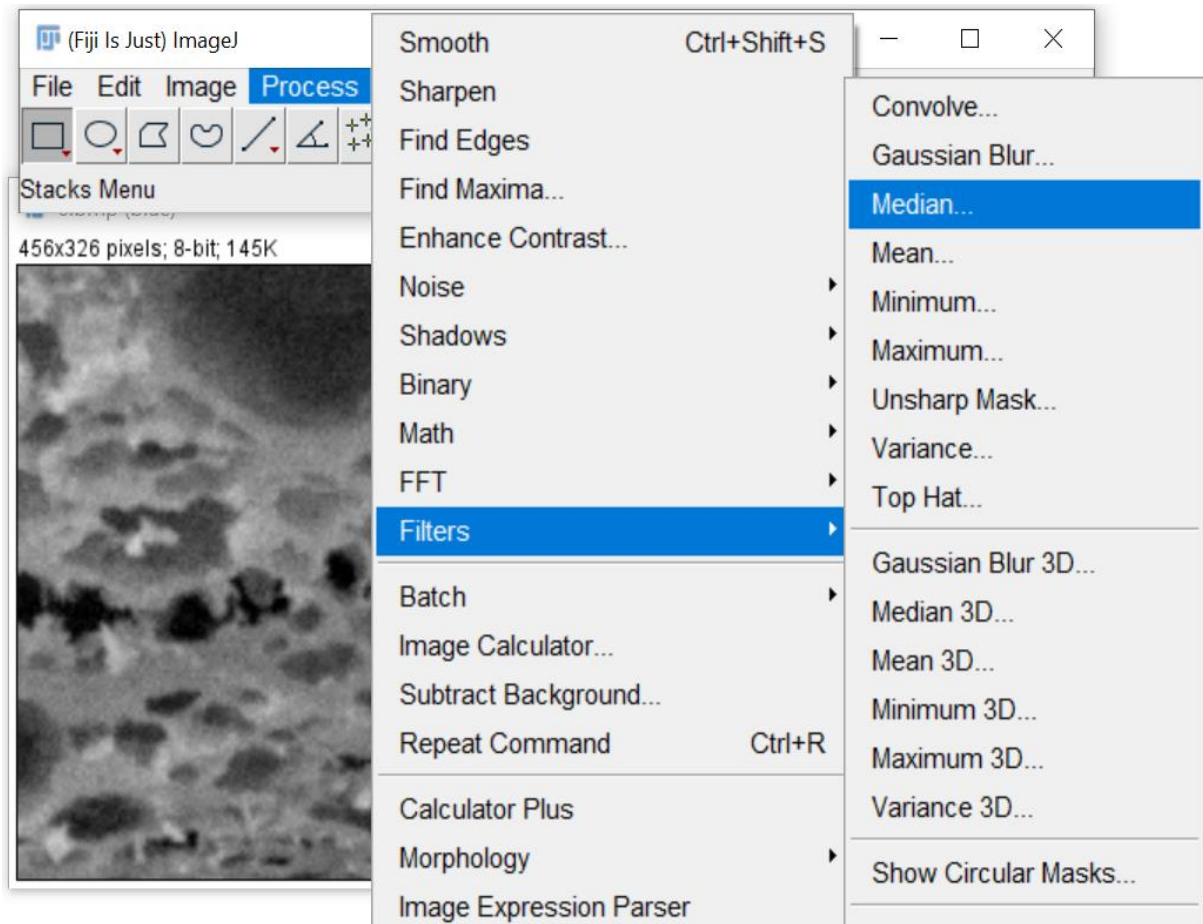 (Fiji Is Just) ImageJ
File Edit Image Process
Stacks Menu
456x326 pixels; 8-bit; 145K
Smooth Ctrl+Shift+S
Sharpen
Find Edges
Find Maxima...
Enhance Contrast...
Noise
Shadows
Binary
Math
FFT
Filters
Batch
Image Calculator...
Subtract Background...
Repeat Command Ctrl+R
Calculator Plus
Morphology
Image Expression Parser
Convolve...
Gaussian Blur...
Median...
Mean...
Minimum...
Maximum...
Unsharp Mask...
Variance...
Top Hat...
Gaussian Blur 3D...
Median 3D...
Mean 3D...
Minimum 3D...
Maximum 3D...
Variance 3D...
Show Circular Masks...